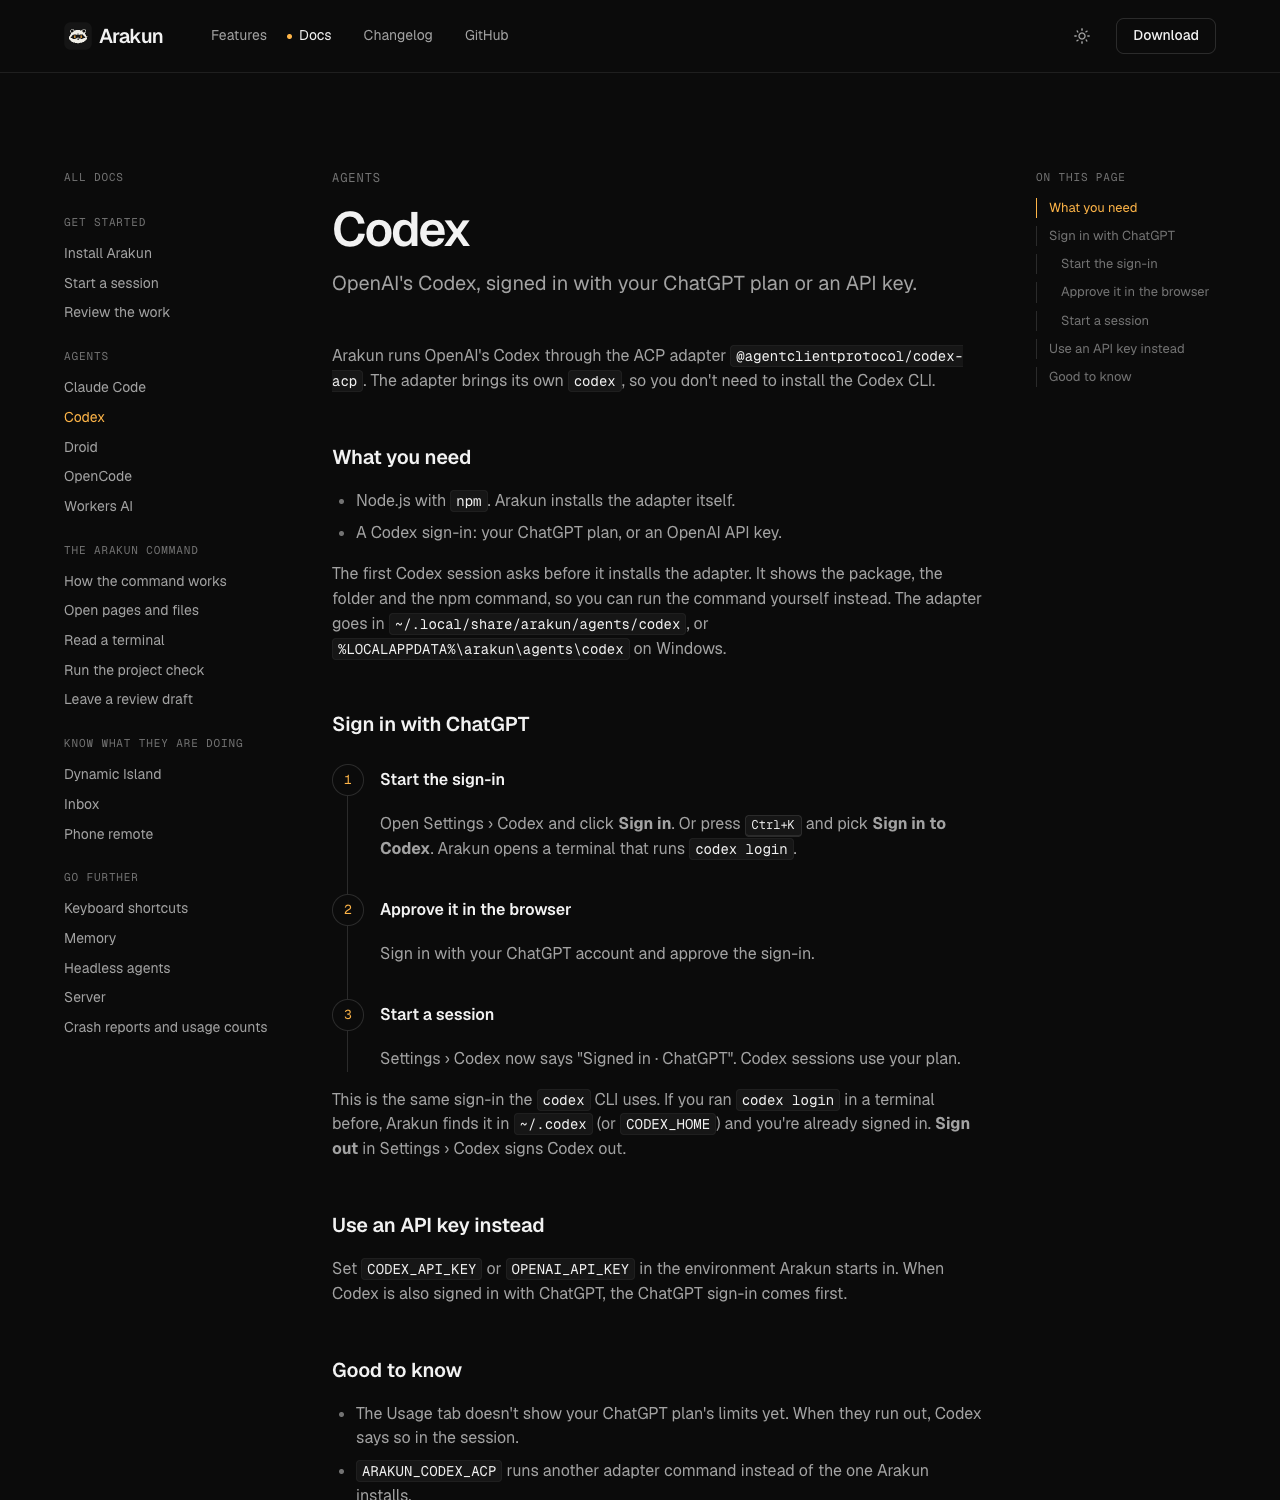 Arakun
Features
Docs
Changelog
GitHub
Download
ALL DOCS
GET STARTED
Install Arakun
Start a session
Review the work
AGENTS
Claude Code
Codex
Droid
OpenCode
Workers AI
THE ARAKUN COMMAND
How the command works
Open pages and files
Read a terminal
Run the project check
Leave a review draft
KNOW WHAT THEY ARE DOING
Dynamic Island
Inbox
Phone remote
GO FURTHER
Keyboard shortcuts
Memory
Headless agents
Server
Crash reports and usage counts
AGENTS
Codex
OpenAI's Codex, signed in with your ChatGPT plan or an API key.
Arakun runs OpenAI's Codex through the ACP adapter @agentclientprotocol/codex-
acp. The adapter brings its own codex, so you don't need to install the Codex CLI.
What you need
• Node.js with npm. Arakun installs the adapter itself.
• A Codex sign-in: your ChatGPT plan, or an OpenAI API key.
The first Codex session asks before it installs the adapter. It shows the package, the
folder and the npm command, so you can run the command yourself instead. The adapter
goes in ~/.local/share/arakun/agents/codex, or
%LOCALAPPDATA%\arakun\agents\codex on Windows.
Sign in with ChatGPT
1 Start the sign-in
Open Settings › Codex and click Sign in. Or press Ctrl+K and pick Sign in to
Codex. Arakun opens a terminal that runs codex login.
2 Approve it in the browser
Sign in with your ChatGPT account and approve the sign-in.
3 Start a session
Settings › Codex now says "Signed in · ChatGPT". Codex sessions use your plan.
This is the same sign-in the codex CLI uses. If you ran codex login in a terminal
before, Arakun finds it in ~/.codex (or CODEX_HOME) and you're already signed in. Sign
out in Settings › Codex signs Codex out.
Use an API key instead
Set CODEX_API_KEY or OPENAI_API_KEY in the environment Arakun starts in. When
Codex is also signed in with ChatGPT, the ChatGPT sign-in comes first.
Good to know
• The Usage tab doesn't show your ChatGPT plan's limits yet. When they run out, Codex
says so in the session.
• ARAKUN_CODEX_ACP runs another adapter command instead of the one Arakun
installs.
ON THIS PAGE
What you need
Sign in with ChatGPT
Start the sign-in
Approve it in the browser
Start a session
Use an API key instead
Good to know